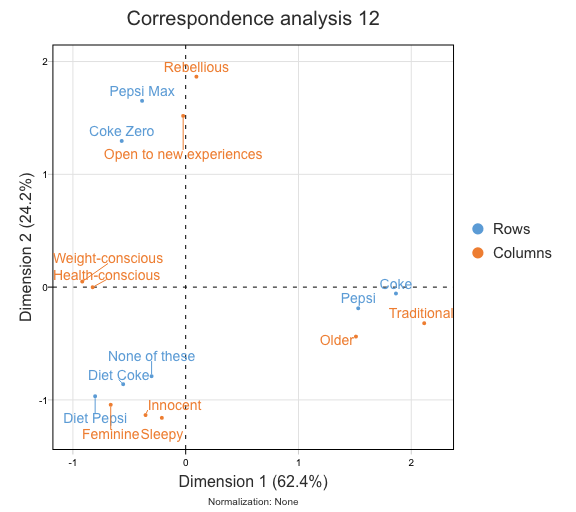 Correspondence analysis 12
2
Rebellious
Pepsi Max
Coke Zero
Open to new experiences
1
Weight-conscious
Health-conscious
0
Coke
Pepsi
Traditional
Older
None of these
Diet Coke
-1
Innocent
Diet Pepsi
Feminine
Sleepy
-1
0
1
2
Dimension 2 (24.2%)
Dimension 1 (62.4%)
Normalization: None
Rows
Columns